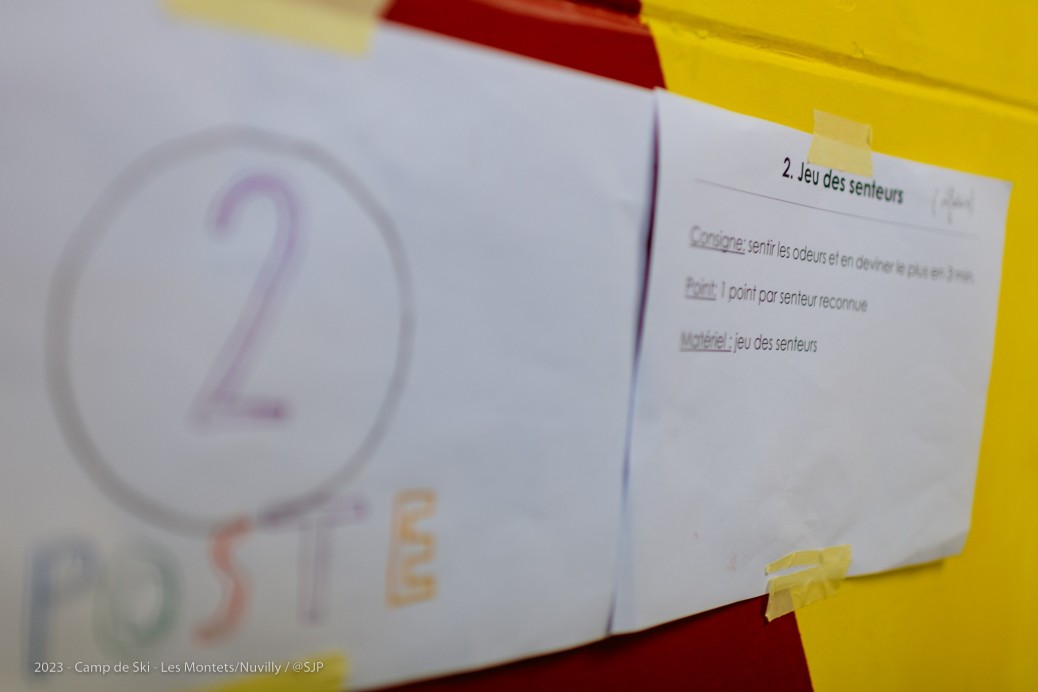 2
POSTE
2. Jeu des senteurs
Consigne: sentir les odeurs et en deviner le plus en 3 min.
Point: 1 point par senteur reconnue
Matériel : jeu des senteurs
2023 - Camp de Ski - Les Montets/Nuvilly / @SJP